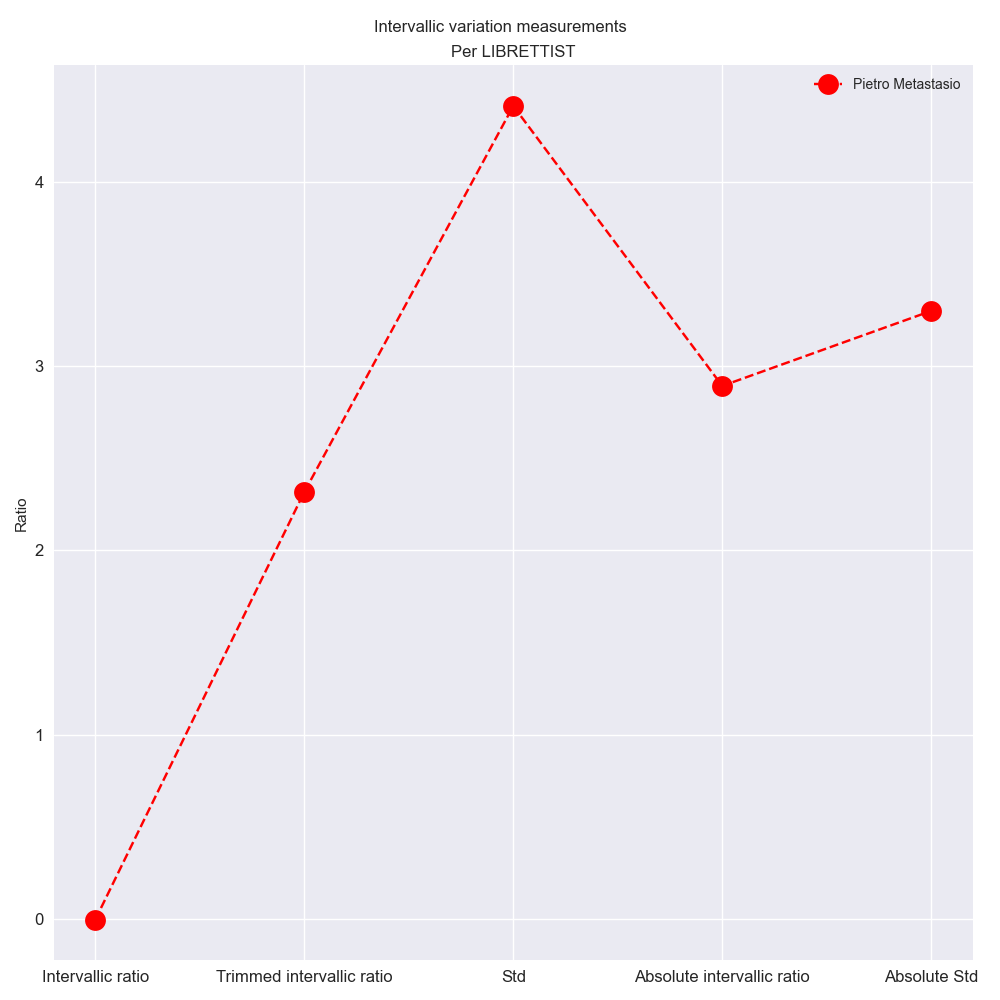 Intervallic variation measurements
Per LIBRETTIST
Pietro Metastasio
4
3
Ratio
2
1
0
Intervallic ratio
Trimmed intervallic ratio
Std
Absolute intervallic ratio
Absolute Std